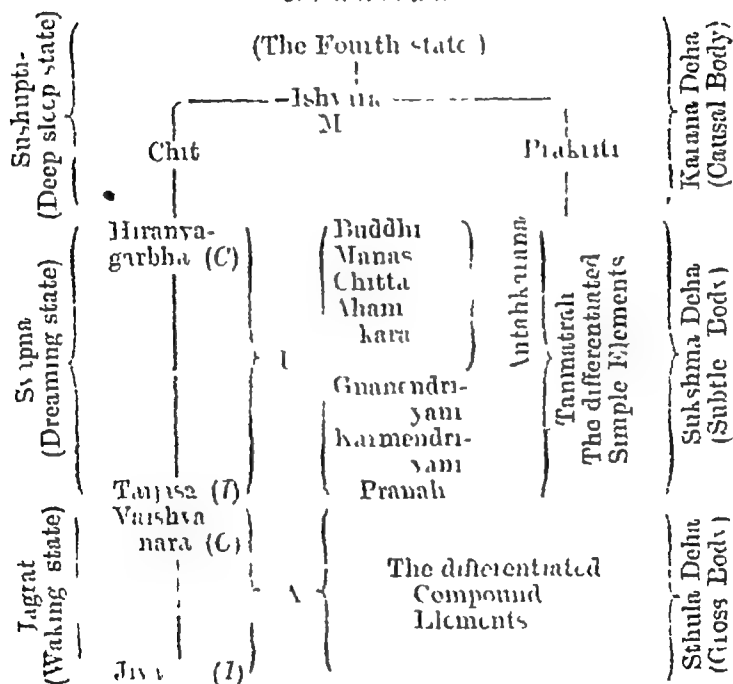 (The Fourth state)
Sushupti-
(Deep sleep state)
Ishvara
M
Chit
Prakriti
Karana Deha
(Causal Body)
Svapna
(Dreaming state)
Hiranya-
garbha (C)
Taijasa (I)
Buddhi
Manas
Chitta
Aham
kara
Antahkarana
Gnanendri-
yani
Karmendri-
yani
Pranah
Tanmatrah
The differentiated
Simple Elements
Sukshma Deha
(Subtle Body)
Jagrat
(Waking state)
Vaishva
nara (C)
Jiva (I)
The differentiated
Compound
Elements
Sthula Deha
(Gross Body)